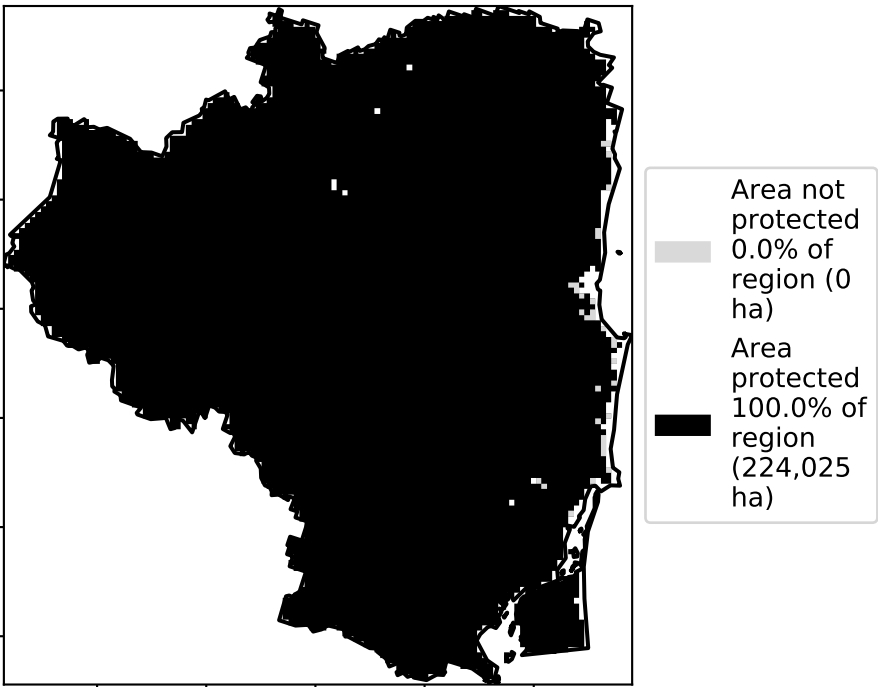 Area not
protected
0.0% of
region (0
ha)
Area
protected
100.0% of
region
(224,025
ha)